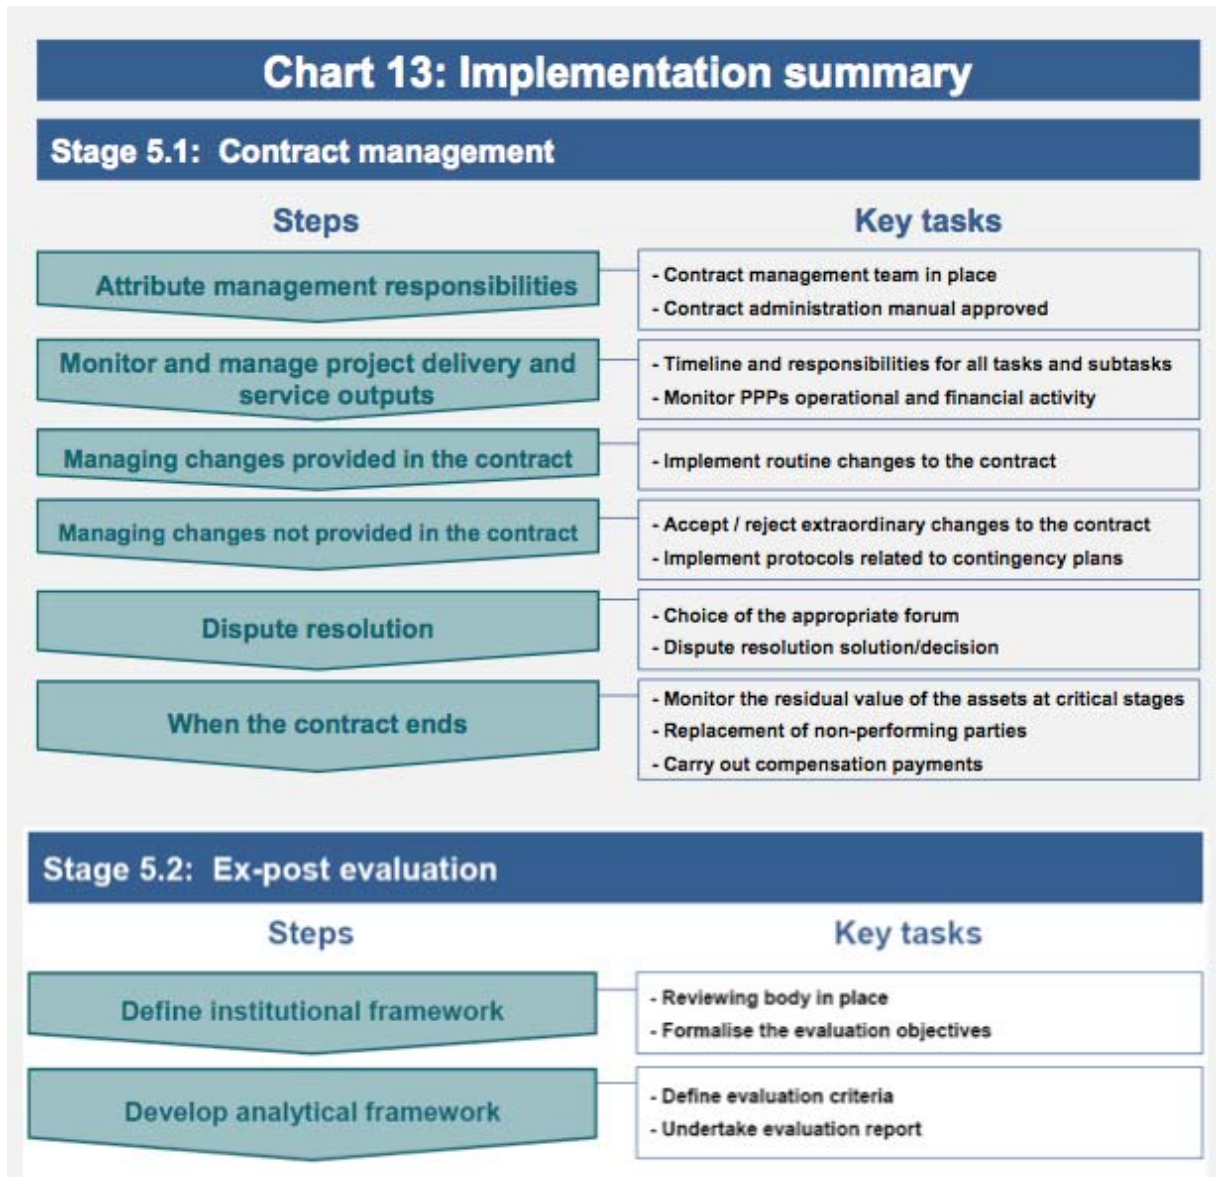 Chart 13: Implementation summary
Stage 5.1: Contract management
Steps
Key tasks
Attribute management responsibilities
- Contract management team in place
- Contract administration manual approved
Monitor and manage project delivery and
service outputs
- Timeline and responsibilities for all tasks and subtasks
- Monitor PPPs operational and financial activity
Managing changes provided in the contract
- Implement routine changes to the contract
Managing changes not provided in the contract
- Accept / reject extraordinary changes to the contract
- Implement protocols related to contingency plans
Dispute resolution
- Choice of the appropriate forum
- Dispute resolution solution/decision
When the contract ends
- Monitor the residual value of the assets at critical stages
- Replacement of non-performing parties
- Carry out compensation payments
Stage 5.2: Ex-post evaluation
Steps
Key tasks
Define institutional framework
- Reviewing body in place
- Formalise the evaluation objectives
Develop analytical framework
- Define evaluation criteria
- Undertake evaluation report